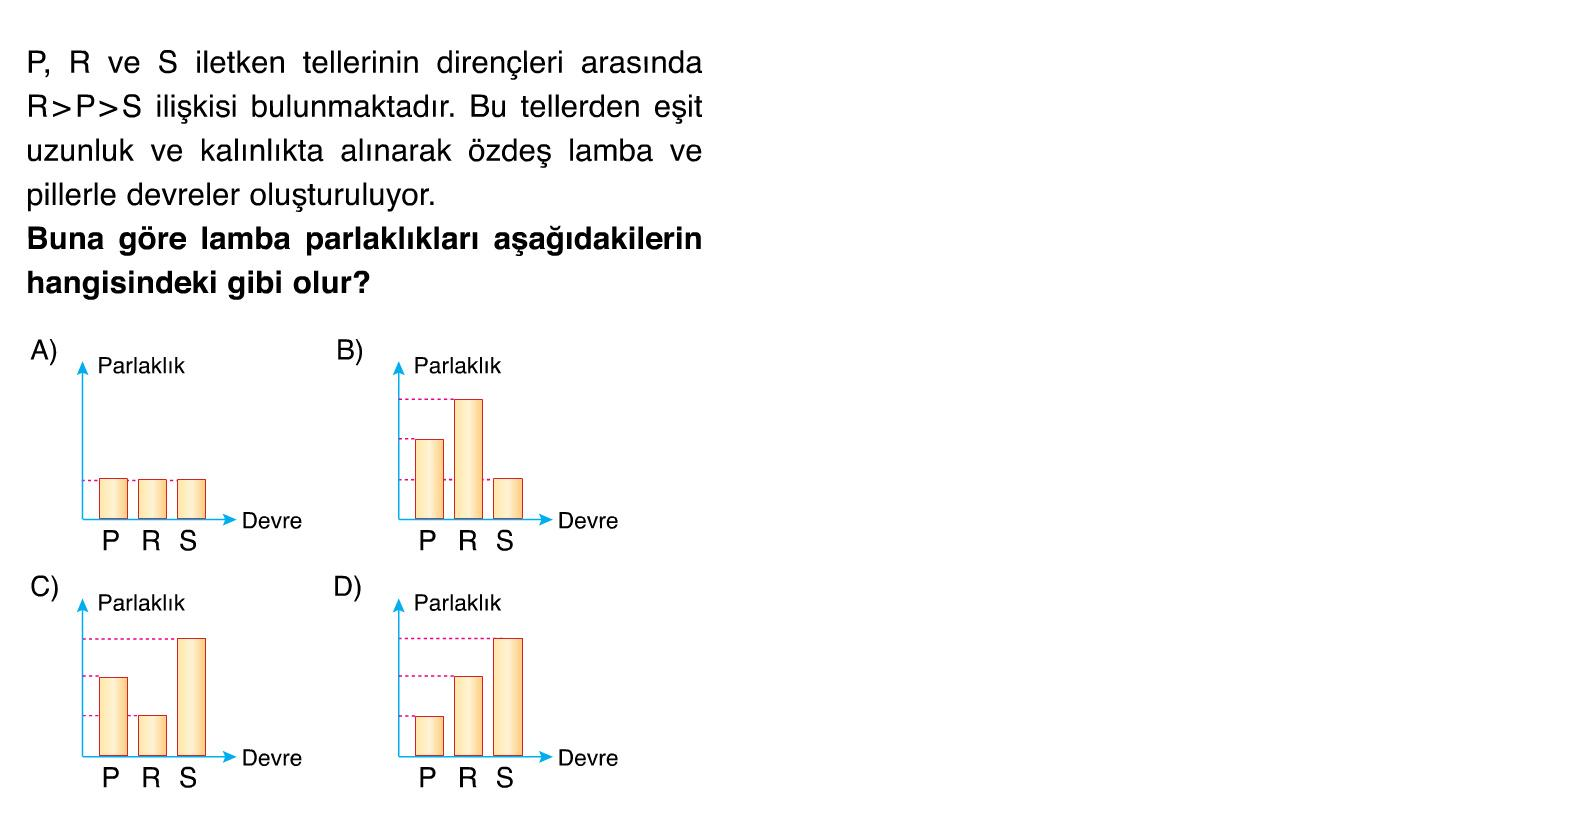 P, R ve S iletken tellerinin dirençleri arasında
R>P>S ilişkisi bulunmaktadır. Bu tellerden eşit
uzunluk ve kalınlıkta alınarak özdeş lamba ve
pillerle devreler oluşturuluyor.
Buna göre lamba parlaklıkları aşağıdakilerin
hangisindeki gibi olur?
A)
Parlaklık
Devre
P R S
B)
Parlaklık
Devre
P R S
C)
Parlaklık
Devre
P R S
D)
Parlaklık
Devre
P R S